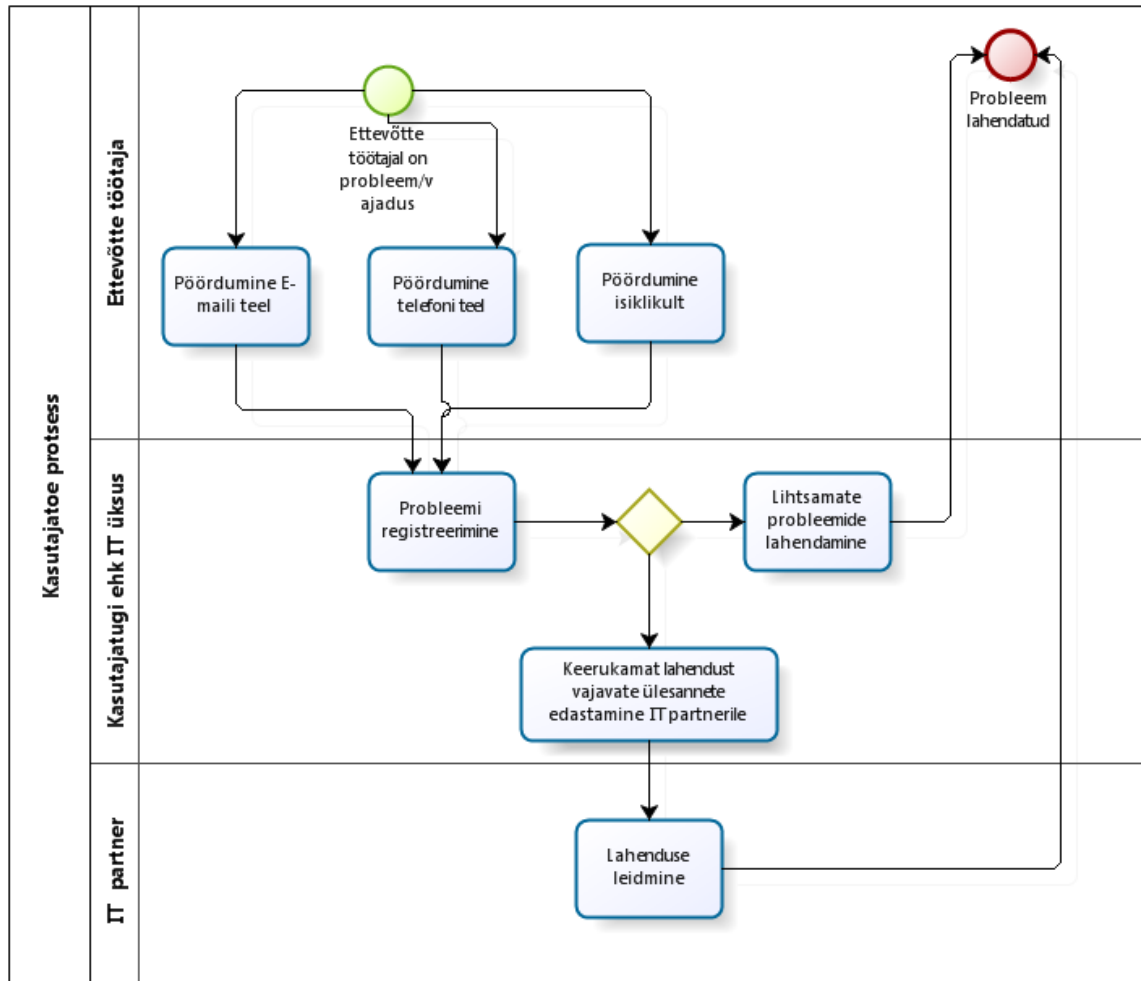 Kasutajatoe protsess
Ettevõtte töötaja
Ettevõtte
töötajal on
probleem/v
ajadus
Probleem
lahendatud
Pöördumine E-
maili teel
Pöördumine
telefoni teel
Pöördumine
isiklikult
Kasutajatugi ehk IT üksus
Probleemi
registreerimine
Lihtsamate
probleemide
lahendamine
Keerukamat lahendust
vajavate ülesannete
edastamine IT partnerile
IT partner
Lahenduse
leidmine